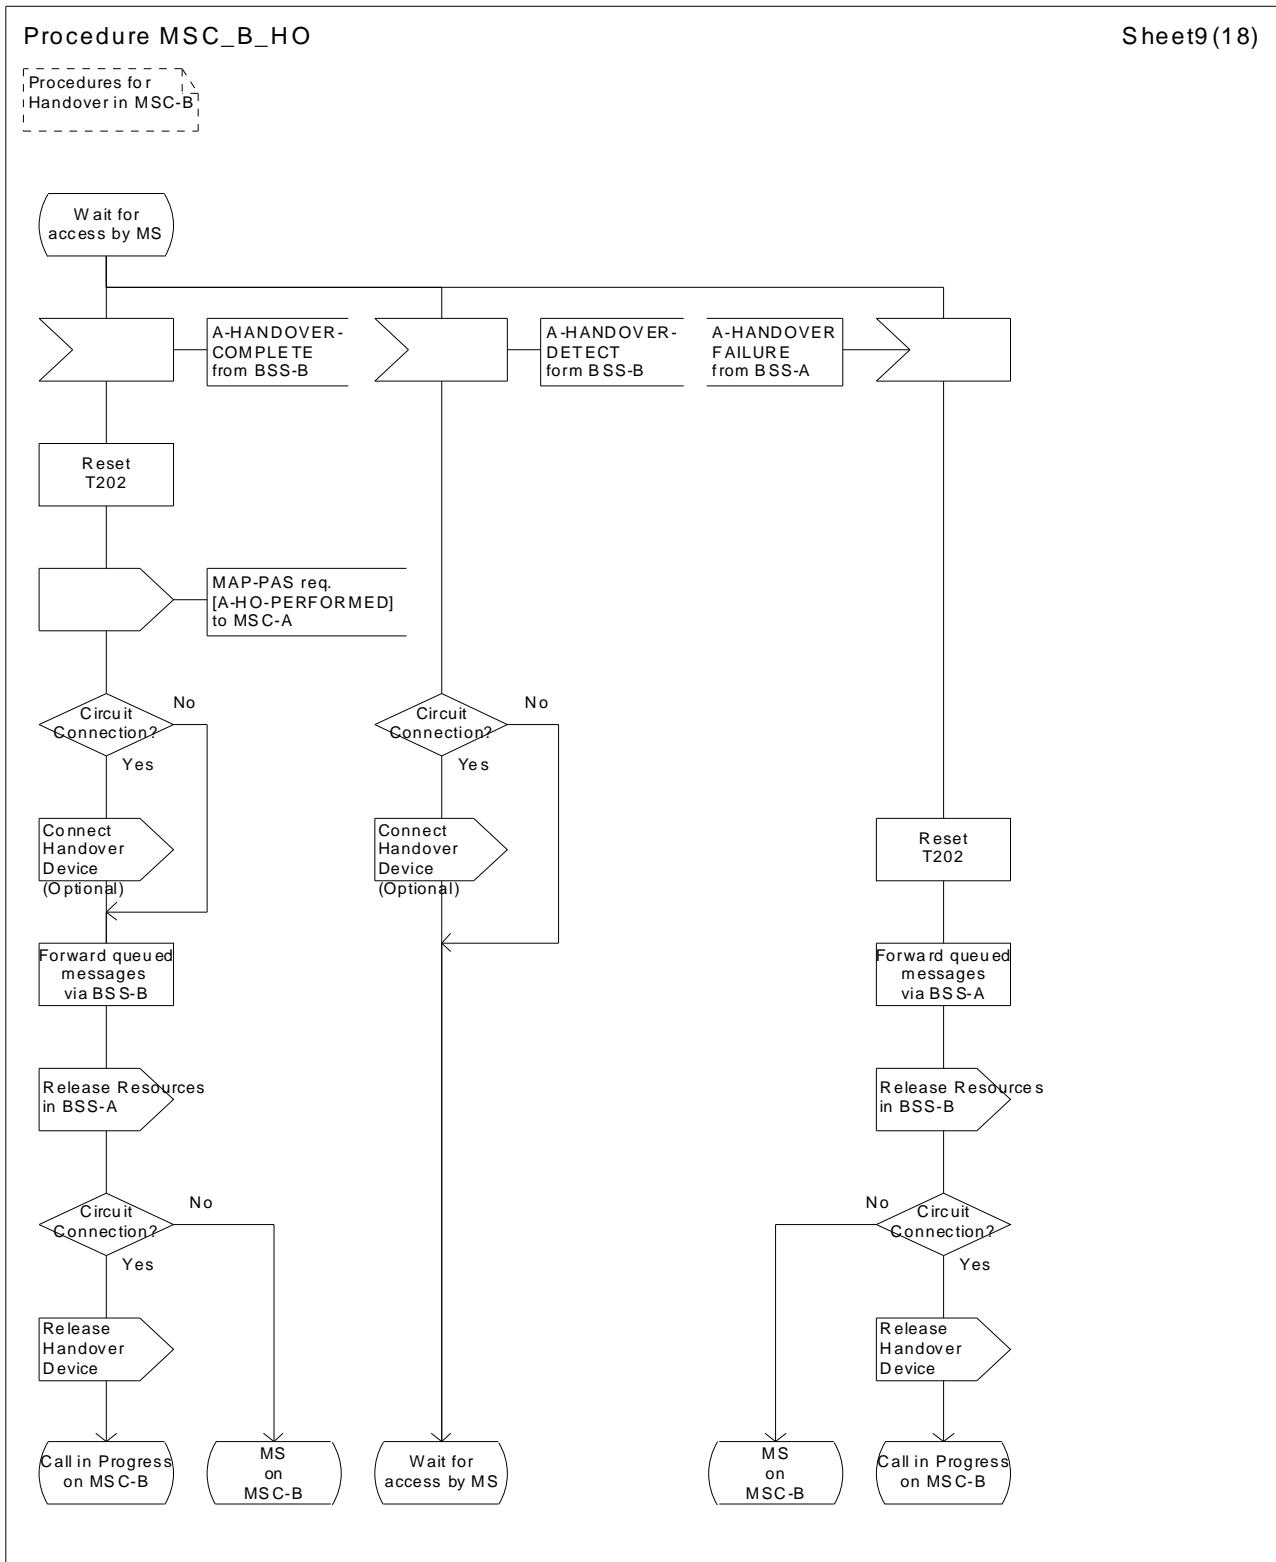 Procedure MSC_B_HO
Sheet9(18)
Procedures for
Handover in MSC-B
Wait for
access by MS
A-HANDOVER-
COMPLETE
from BSS-B
A-HANDOVER-
DETECT
form BSS-B
A-HANDOVER
FAILURE
from BSS-A
Reset
T202
MAP-PAS req.
[A-HO-PERFORMED]
to MSC-A
Circuit
Connection?
No
Yes
Circuit
Connection?
No
Yes
Connect
Handover
Device
(Optional)
Connect
Handover
Device
(Optional)
Reset
T202
Forward queued
messages
via BSS-B
Forward queued
messages
via BSS-A
Release Resources
in BSS-A
Release Resources
in BSS-B
Circuit
Connection?
No
Yes
No
Circuit
Connection?
Yes
Release
Handover
Device
Release
Handover
Device
Call in Progress
on MSC-B
MS
on
MSC-B
Wait for
access by MS
MS
on
MSC-B
Call in Progress
on MSC-B